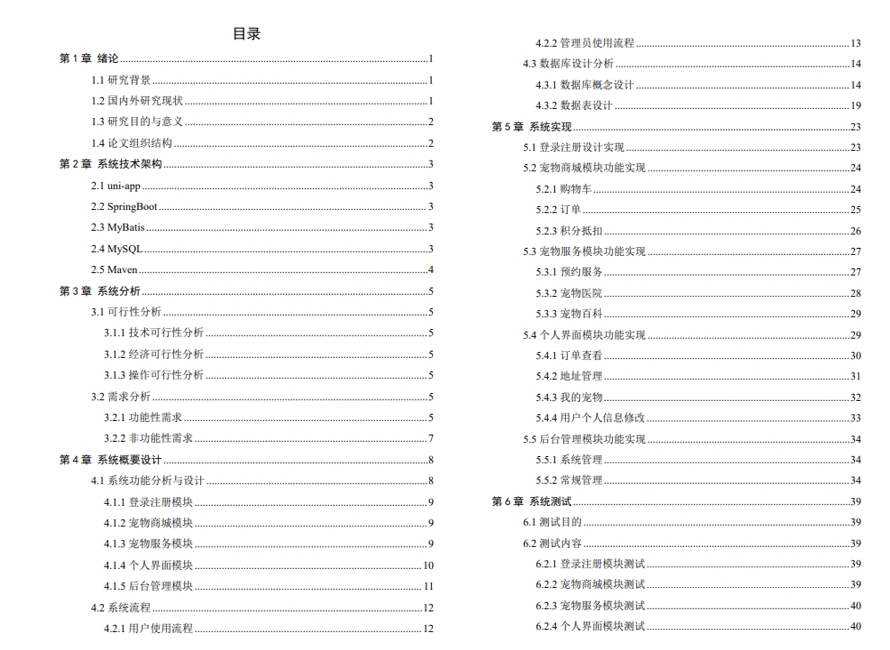 目录
第 1 章 绪论............1
1.1 研究背景............1
1.2 国内外研究现状............1
1.3 研究目的与意义............2
1.4 论文组织结构............2
第 2 章 系统技术架构............3
2.1 uni-app............3
2.2 SpringBoot............3
2.3 MyBatis............3
2.4 MySQL............3
2.5 Maven............4
第 3 章 系统分析............5
3.1 可行性分析............5
3.1.1 技术可行性分析............5
3.1.2 经济可行性分析............5
3.1.3 操作可行性分析............5
3.2 需求分析............5
3.2.1 功能性需求............5
3.2.2 非功能性需求............7
第 4 章 系统概要设计............8
4.1 系统功能分析与设计............8
4.1.1 登录注册模块............9
4.1.2 宠物商城模块............9
4.1.3 宠物服务模块............9
4.1.4 个人界面模块............10
4.1.5 后台管理模块............11
4.2 系统流程............12
4.2.1 用户使用流程............12
4.2.2 管理员使用流程............13
4.3 数据库设计分析............14
4.3.1 数据库概念设计............14
4.3.2 数据表设计............19
第 5 章 系统实现............23
5.1 登录注册设计实现............23
5.2 宠物商城模块功能实现............24
5.2.1 购物车............24
5.2.2 订单............25
5.2.3 积分抵扣............26
5.3 宠物服务模块功能实现............27
5.3.1 预约服务............27
5.3.2 宠物医院............28
5.3.3 宠物百科............29
5.4 个人界面模块功能实现............29
5.4.1 订单查看............30
5.4.2 地址管理............31
5.4.3 我的宠物............32
5.4.4 用户个人信息修改............33
5.5 后台管理模块功能实现............34
5.5.1 系统管理............34
5.5.2 常规管理............34
第 6 章 系统测试............39
6.1 测试目的............39
6.2 测试内容............39
6.2.1 登录注册模块测试............39
6.2.2 宠物商城模块测试............39
6.2.3 宠物服务模块测试............40
6.2.4 个人界面模块测试............40